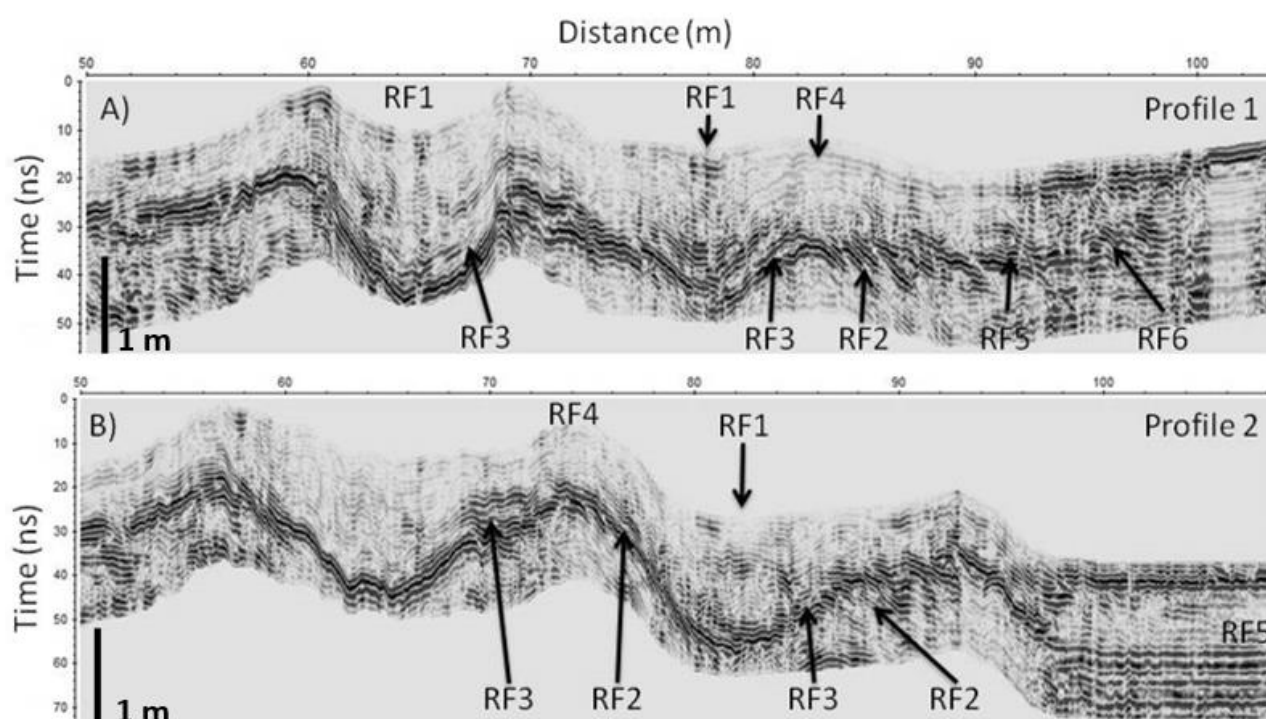 Distance (m)
50 60 70 80 90 100
A) RF1 RF1 RF4 Profile 1
Time (ns)
0
10
20
30
40
50
1 m RF3 RF3 RF2 RF5 RF6
50 60 70 80 90 100
B) RF4 RF1 Profile 2
Time (ns)
0
10
20
30
40
50
60
70
RF5
1 m RF3 RF2 RF3 RF2